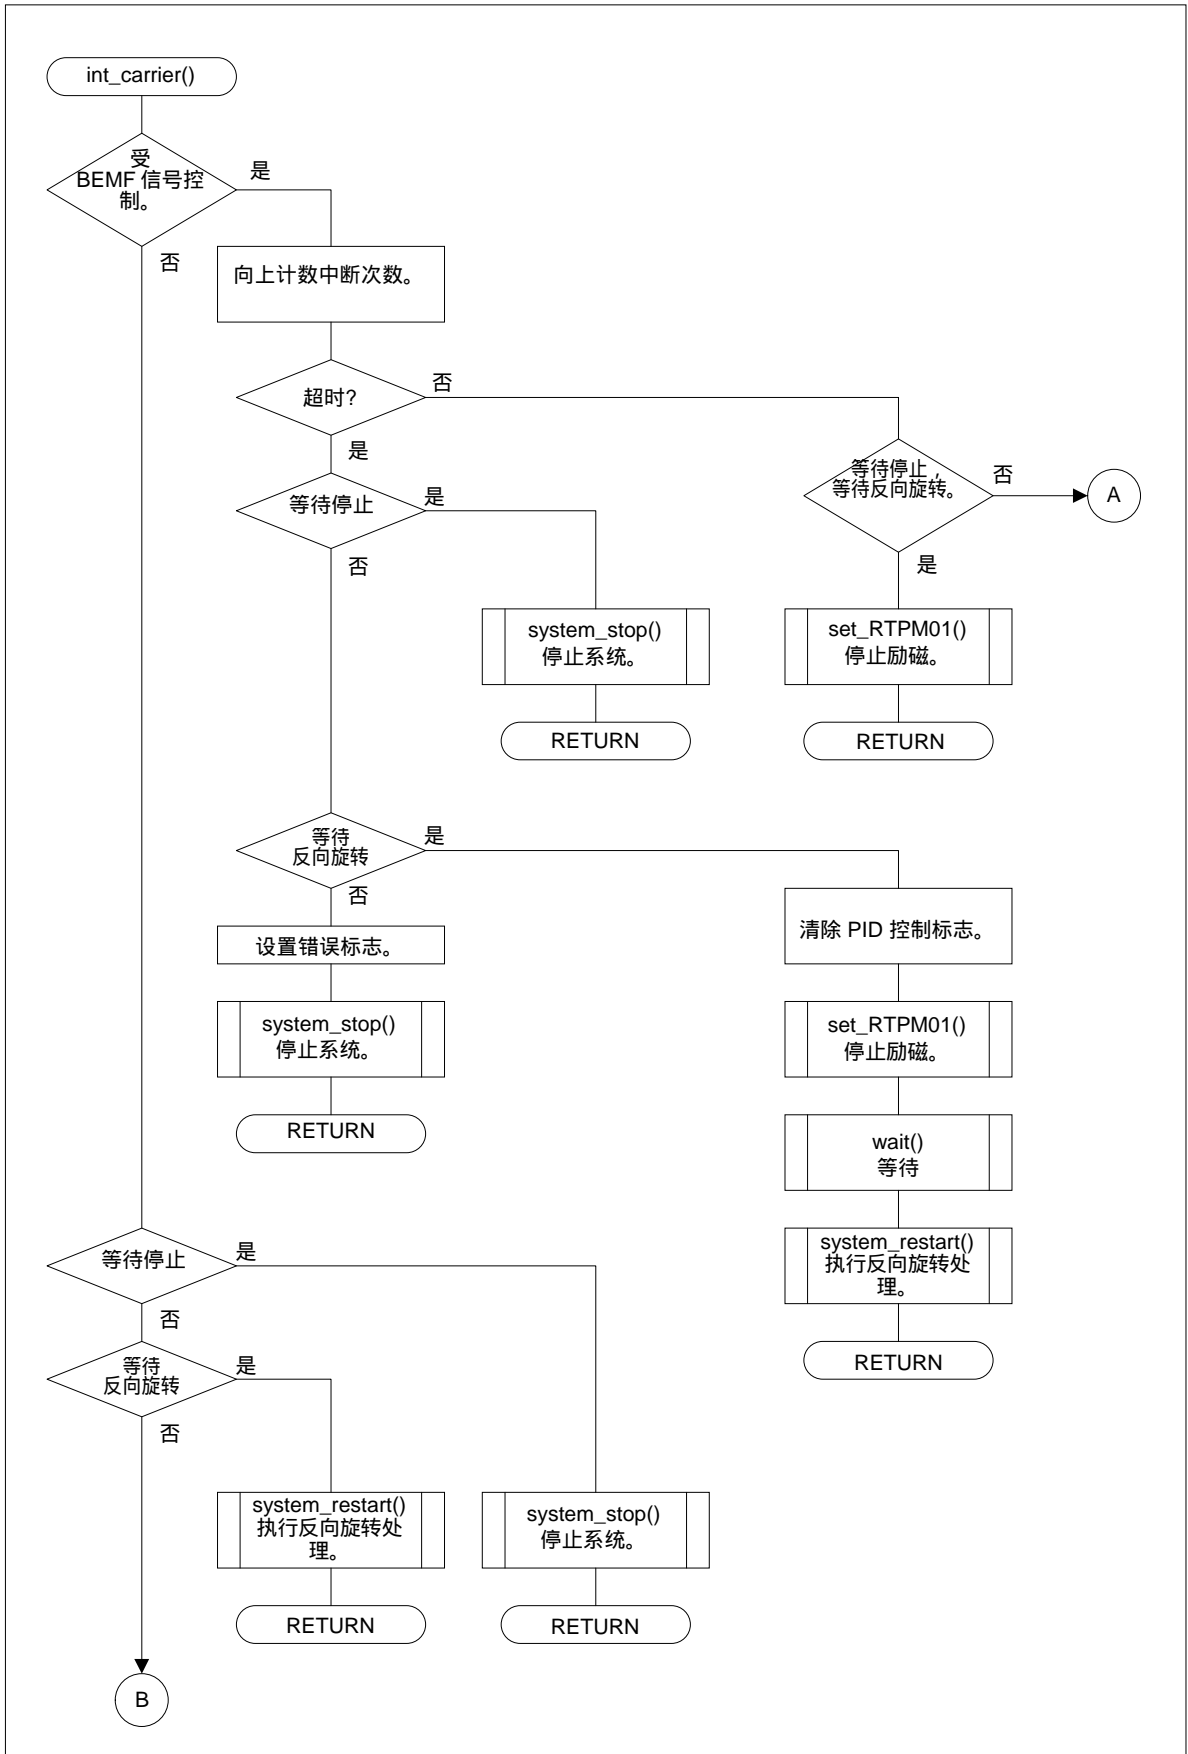 int_carrier()
受
BEMF 信号控
制。
是
否
向上计数中断次数。
超时?
否
是
等待停止,
等待反向旋转。
否
A
是
等待停止
是
否
system_stop()
停止系统。
RETURN
set_RTPM01()
停止励磁。
RETURN
等待
反向旋转
是
否
设置错误标志。
system_stop()
停止系统。
RETURN
清除 PID 控制标志。
set_RTPM01()
停止励磁。
wait()
等待
system_restart()
执行反向旋转处
理。
RETURN
等待停止
是
否
等待
反向旋转
是
否
system_restart()
执行反向旋转处
理。
RETURN
system_stop()
停止系统。
RETURN
B